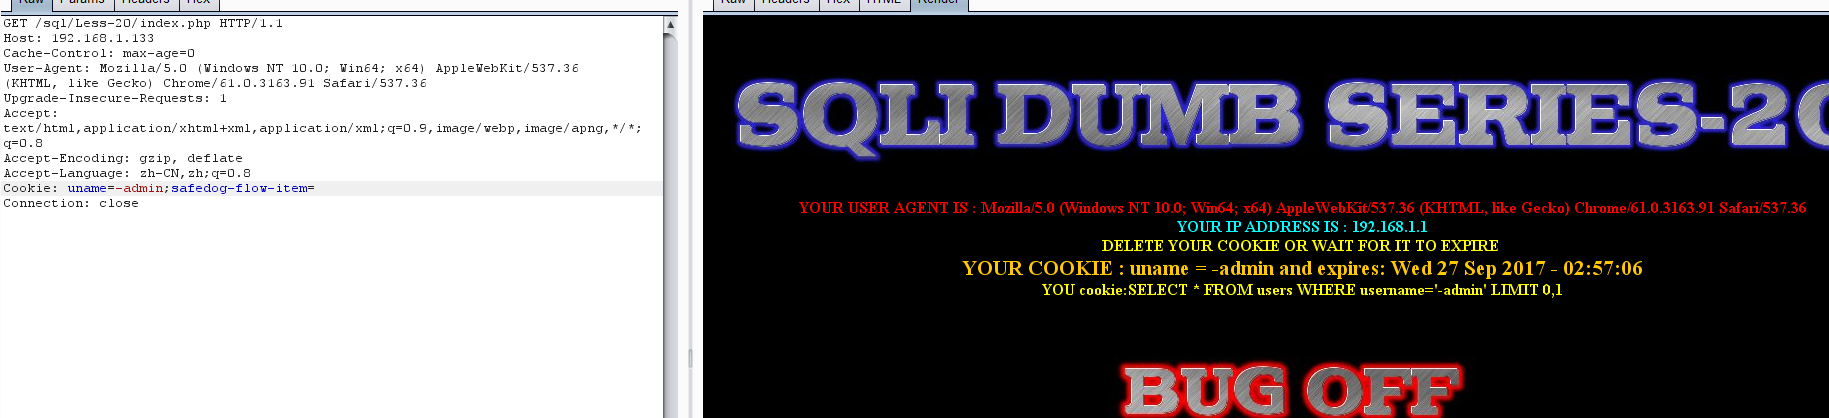 Raw Params Headers Hex
GET /sql/Less-20/index.php HTTP/1.1
Host: 192.168.1.133
Cache-Control: max-age=0
User-Agent: Mozilla/5.0 (Windows NT 10.0; Win64; x64) AppleWebKit/537.36
(KHTML, like Gecko) Chrome/61.0.3163.91 Safari/537.36
Upgrade-Insecure-Requests: 1
Accept:
text/html,application/xhtml+xml,application/xml;q=0.9,image/webp,image/apng,*/*;
q=0.8
Accept-Encoding: gzip, deflate
Accept-Language: zh-CN,zh;q=0.8
Cookie: uname=-admin;safedog-flow-item=
Connection: close
Raw Headers Hex HTML Render
SQLI DUMB SERIES-20
YOUR USER AGENT IS : Mozilla/5.0 (Windows NT 10.0; Win64; x64) AppleWebKit/537.36 (KHTML, like Gecko) Chrome/61.0.3163.91 Safari/537.36
YOUR IP ADDRESS IS : 192.168.1.1
DELETE YOUR COOKIE OR WAIT FOR IT TO EXPIRE
YOUR COOKIE : uname = -admin and expires: Wed 27 Sep 2017 - 02:57:06
YOU cookie:SELECT * FROM users WHERE username='-admin' LIMIT 0,1
BUG OFF